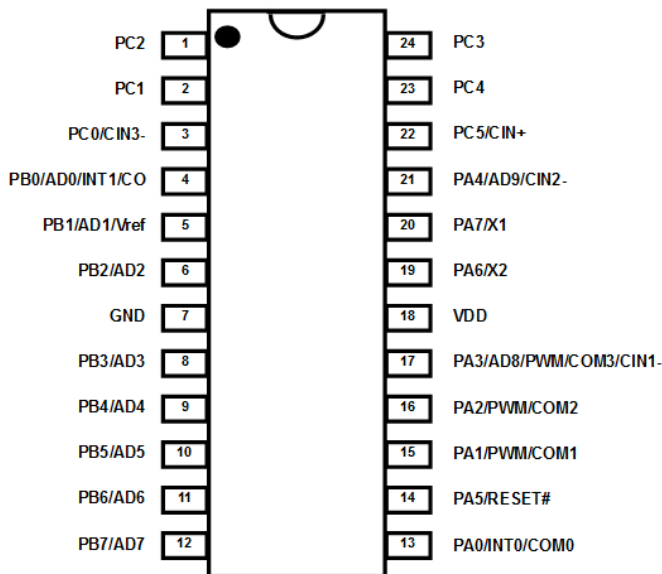 PC2 1 24 PC3
PC1 2 23 PC4
PC0/CIN3- 3 22 PC5/CIN+
PB0/AD0/INT1/CO 4 21 PA4/AD9/CIN2-
PB1/AD1/Vref 5 20 PA7/X1
PB2/AD2 6 19 PA6/X2
GND 7 18 VDD
PB3/AD3 8 17 PA3/AD8/PWM/COM3/CIN1-
PB4/AD4 9 16 PA2/PWM/COM2
PB5/AD5 10 15 PA1/PWM/COM1
PB6/AD6 11 14 PA5/RESET#
PB7/AD7 12 13 PA0/INT0/COM0